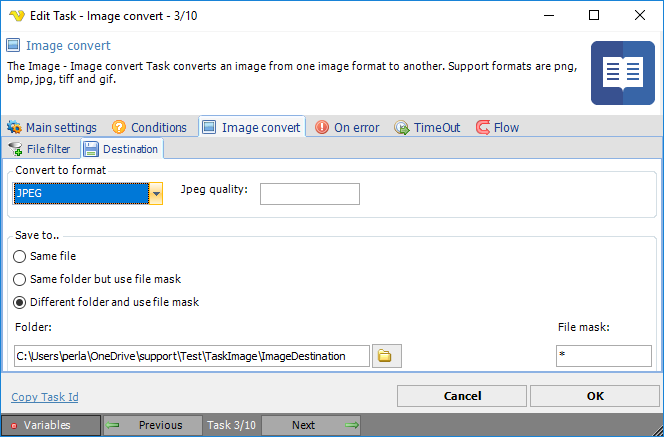 Edit Task - Image convert - 3/10
Image convert
The Image - Image convert Task converts an image from one image format to another. Support formats are png,
bmp, jpg, tiff and gif.
Main settings Conditions Image convert On error TimeOut Flow
File filter Destination
Convert to format
JPEG Jpeg quality:
Save to..
Same file
Same folder but use file mask
Different folder and use file mask
Folder: File mask:
C:\Users\perla\OneDrive\support\Test\TaskImage\ImageDestination *
Copy Task Id Cancel OK
Variables Previous Task 3/10 Next